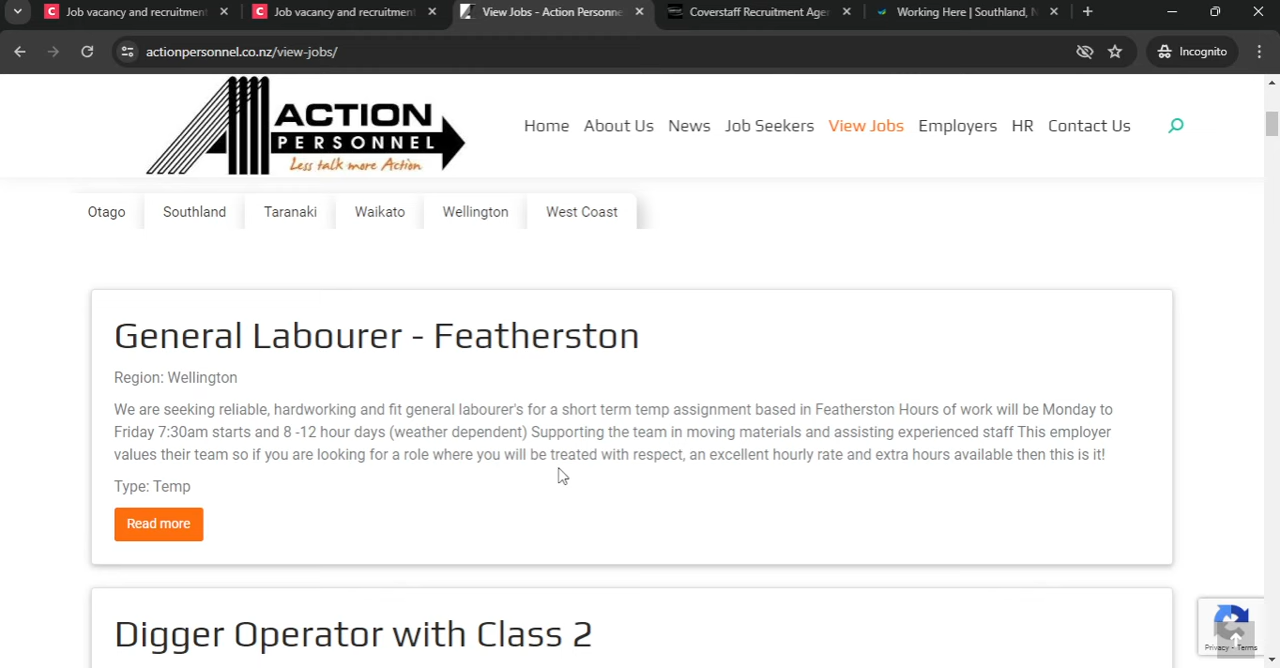 Job vacancy and recruitment
Job vacancy and recruitment
View Jobs - Action Personne
Coverstaff Recruitment Age
Working Here | Southland, N
actionpersonnel.co.nz/view-jobs/
Incognito
ACTION
PERSONNEL
Less talk more Action
Home
About Us
News
Job Seekers
View Jobs
Employers
HR
Contact Us
Otago
Southland
Taranaki
Waikato
Wellington
West Coast
General Labourer - Featherston
Region: Wellington
We are seeking reliable, hardworking and fit general labourer's for a short term temp assignment based in Featherston Hours of work will be Monday to
Friday 7:30am starts and 8 -12 hour days (weather dependent) Supporting the team in moving materials and assisting experienced staff This employer
values their team so if you are looking for a role where you will be treated with respect, an excellent hourly rate and extra hours available then this is it!
Type: Temp
Read more
Digger Operator with Class 2
Privacy - Terms